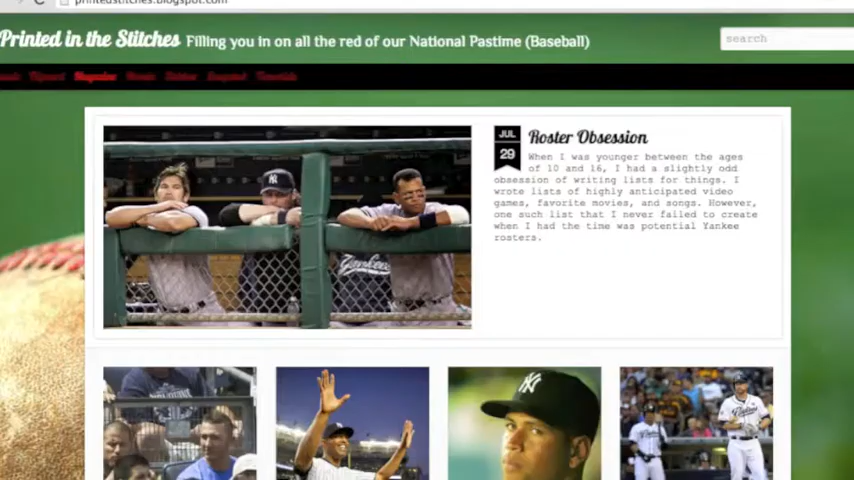 printedstitches.blogspot.com
Printed in the Stitches Filling you in on all the red of our National Pastime (Baseball)
search
Magazine
JUL
29
Roster Obsession
When I was younger between the ages
of 10 and 16, I had a slightly odd
obsession of writing lists for things. I
wrote lists of highly anticipated video
games, favorite movies, and songs. However,
one such list that I never failed to create
when I had the time was potential Yankee
rosters.
Yankees